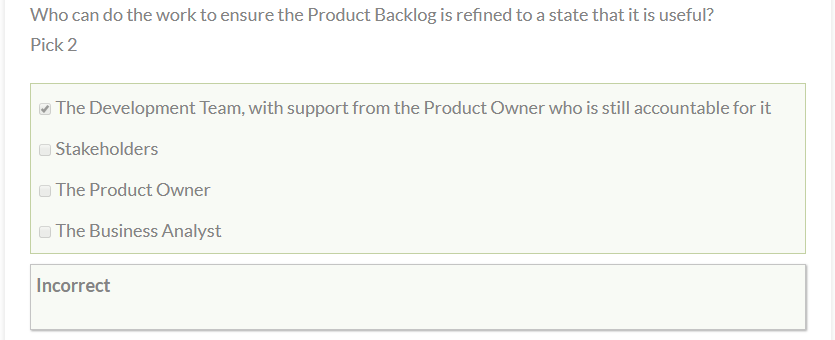 Who can do the work to ensure the Product Backlog is refined to a state that it is useful?
Pick 2
The Development Team, with support from the Product Owner who is still accountable for it
Stakeholders
The Product Owner
The Business Analyst
Incorrect